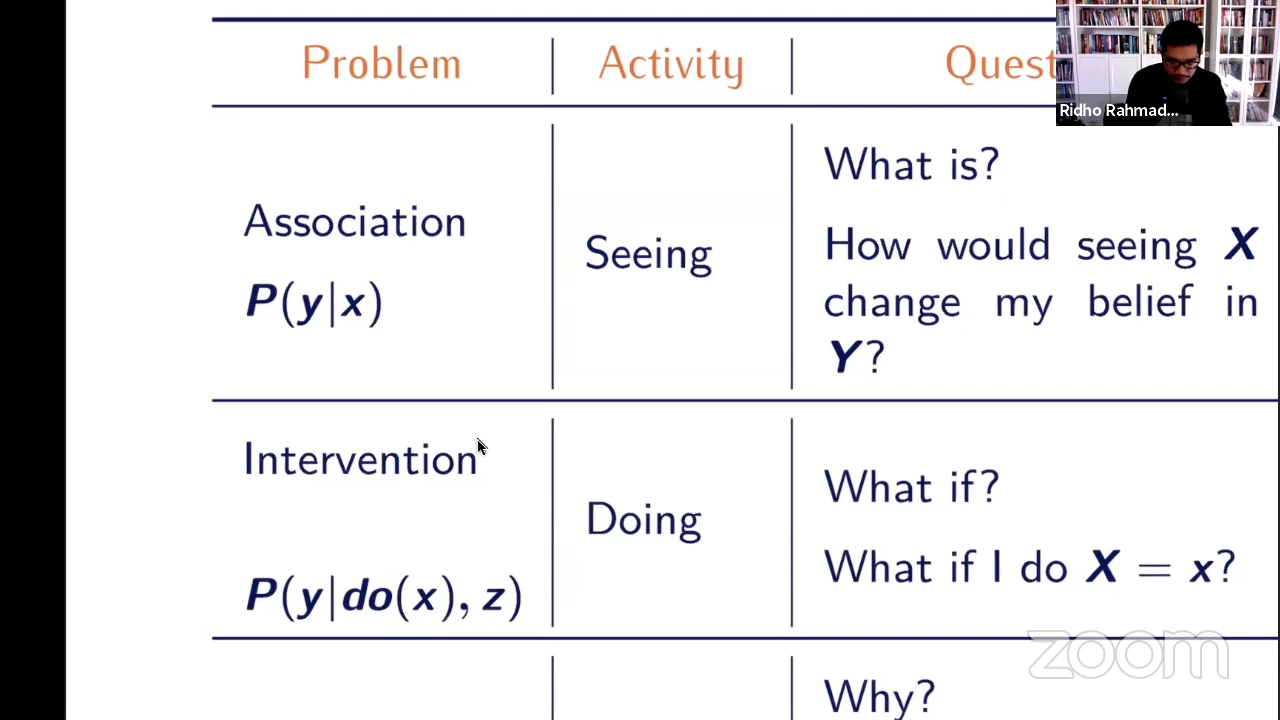 Problem
Activity
Quest
Ridho Rahmad...
Association
P(y|x)
Seeing
What is?
How would seeing X
change my belief in
Y?
Intervention
P(y|do(x), z)
Doing
What if?
What if I do X = x?
zoom
Why?